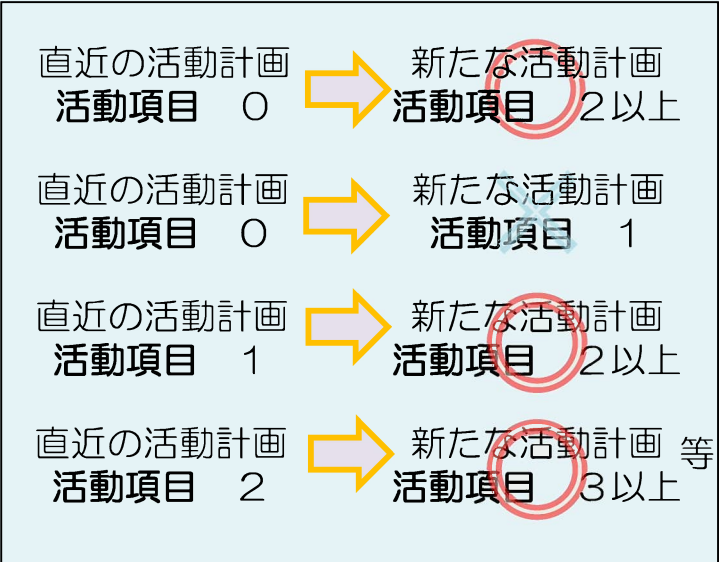 直近の活動計画 新たな活動計画
活動項目 0 活動項目 2以上
直近の活動計画 新たな活動計画
活動項目 0 活動項目 1
直近の活動計画 新たな活動計画
活動項目 1 活動項目 2以上
直近の活動計画 新たな活動計画 等
活動項目 2 活動項目 3以上